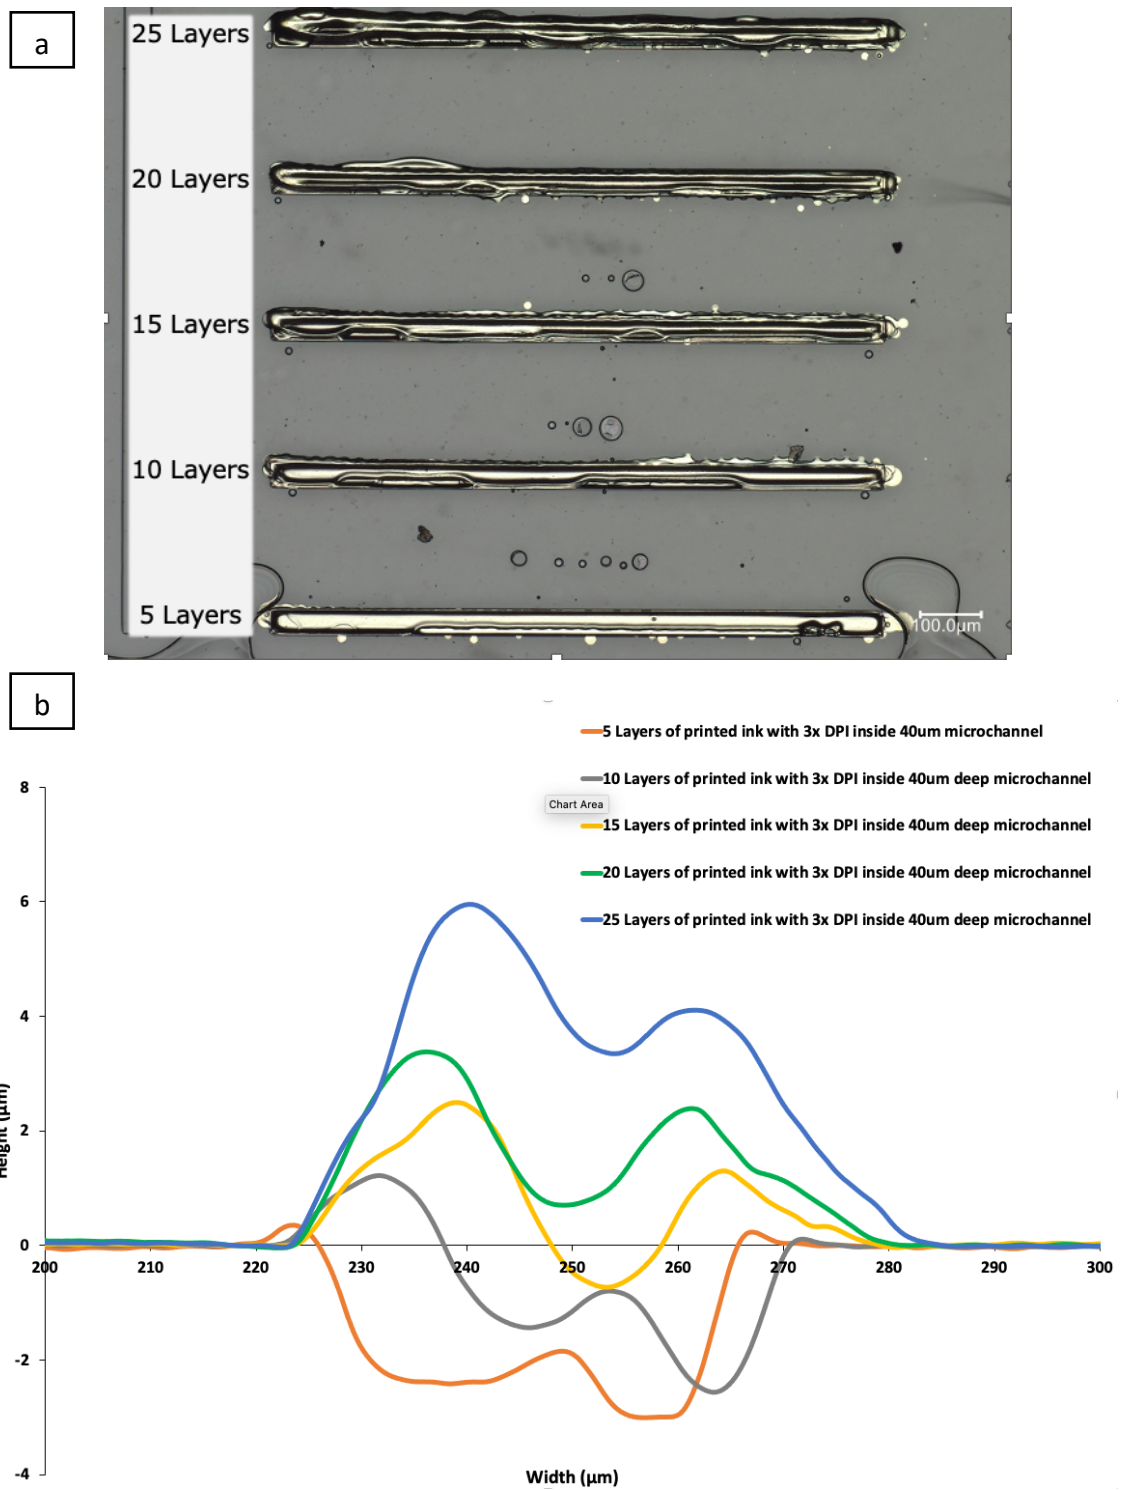 a
25 Layers
20 Layers
15 Layers
10 Layers
5 Layers
100.0µm
b
5 Layers of printed ink with 3x DPI inside 40um microchannel
10 Layers of printed ink with 3x DPI inside 40um deep microchannel
Chart Area
15 Layers of printed ink with 3x DPI inside 40um deep microchannel
20 Layers of printed ink with 3x DPI inside 40um deep microchannel
25 Layers of printed ink with 3x DPI inside 40um deep microchannel
8
6
4
2
0
-2
-4
Height (µm)
200 210 220 230 240 250 260 270 280 290 300
Width (µm)